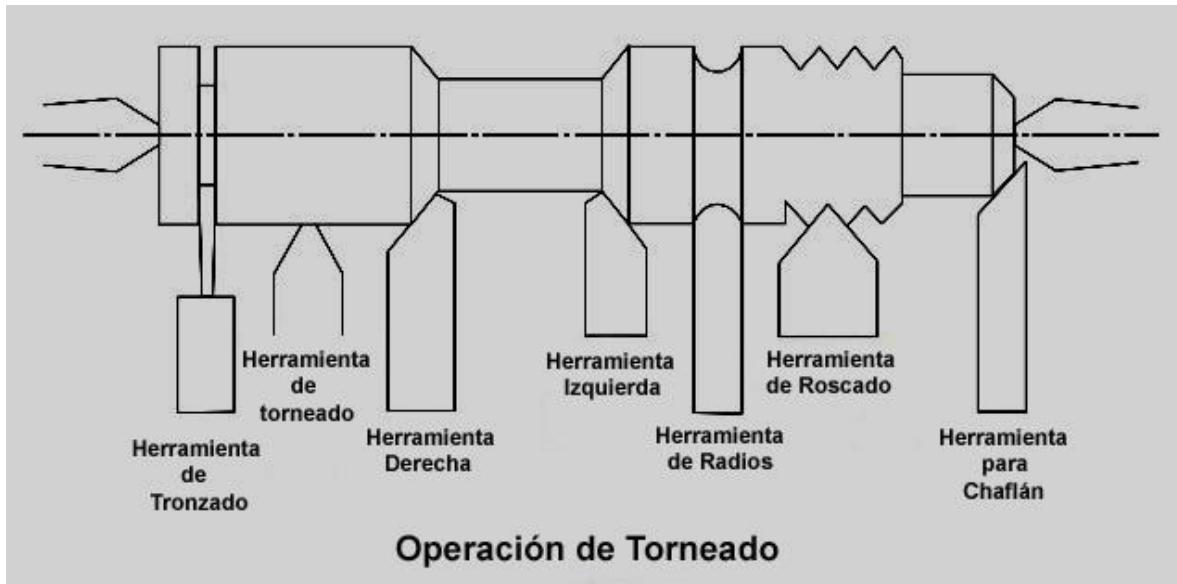 Herramienta
de
Tronzado
Herramienta
de
torneado
Herramienta
Derecha
Herramienta
Izquierda
Herramienta
de Radios
Herramienta
de Roscado
Herramienta
para
Chaflán
Operación de Torneado